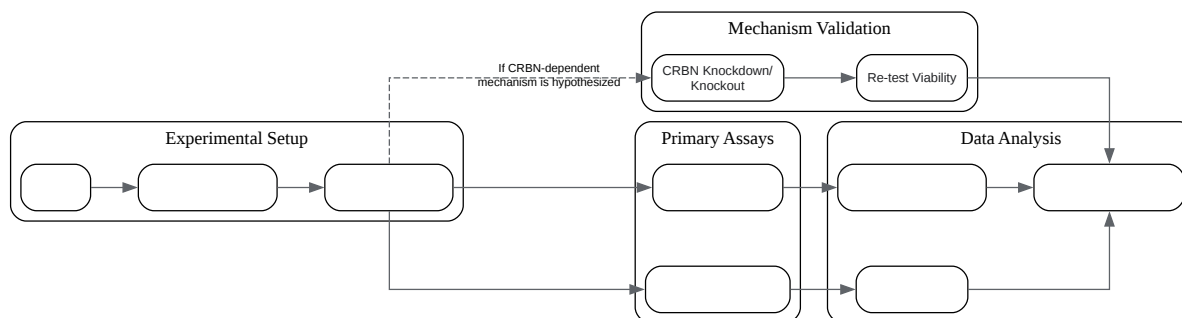 Mechanism Validation
If CRBN-dependent
mechanism is hypothesized
CRBN Knockdown/
Knockout
Re-test Viability
Experimental Setup
Primary Assays
Data Analysis